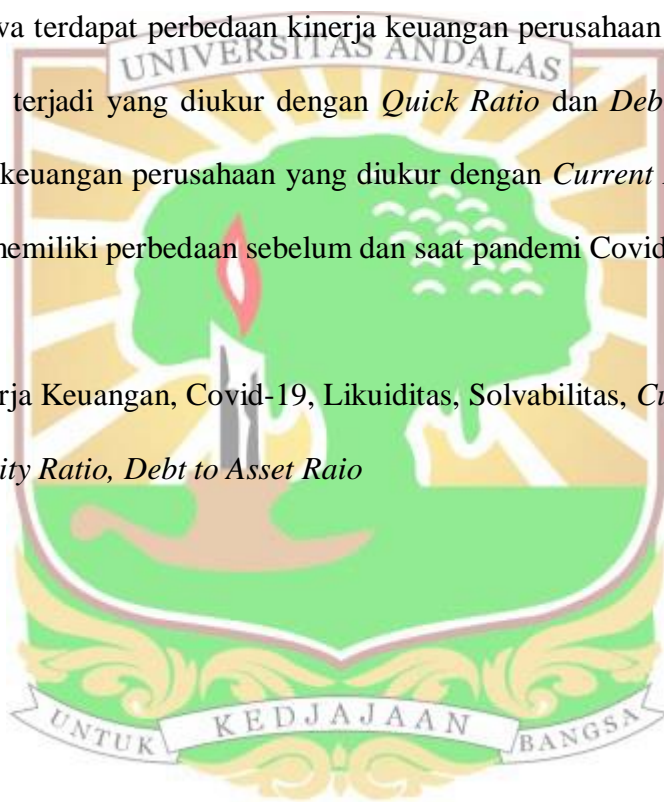 va terdapat perbedaan kinerja keuangan perusahaan
UNIVERSITAS ANDALAS
terjadi yang diukur dengan Quick Ratio dan Deb
keuangan perusahaan yang diukur dengan Current
memiliki perbedaan sebelum dan saat pandemi Covid
rja Keuangan, Covid-19, Likuiditas, Solvabilitas, Cu
ity Ratio, Debt to Asset Raio
UNTUK KEDJAJAAN BANGSA